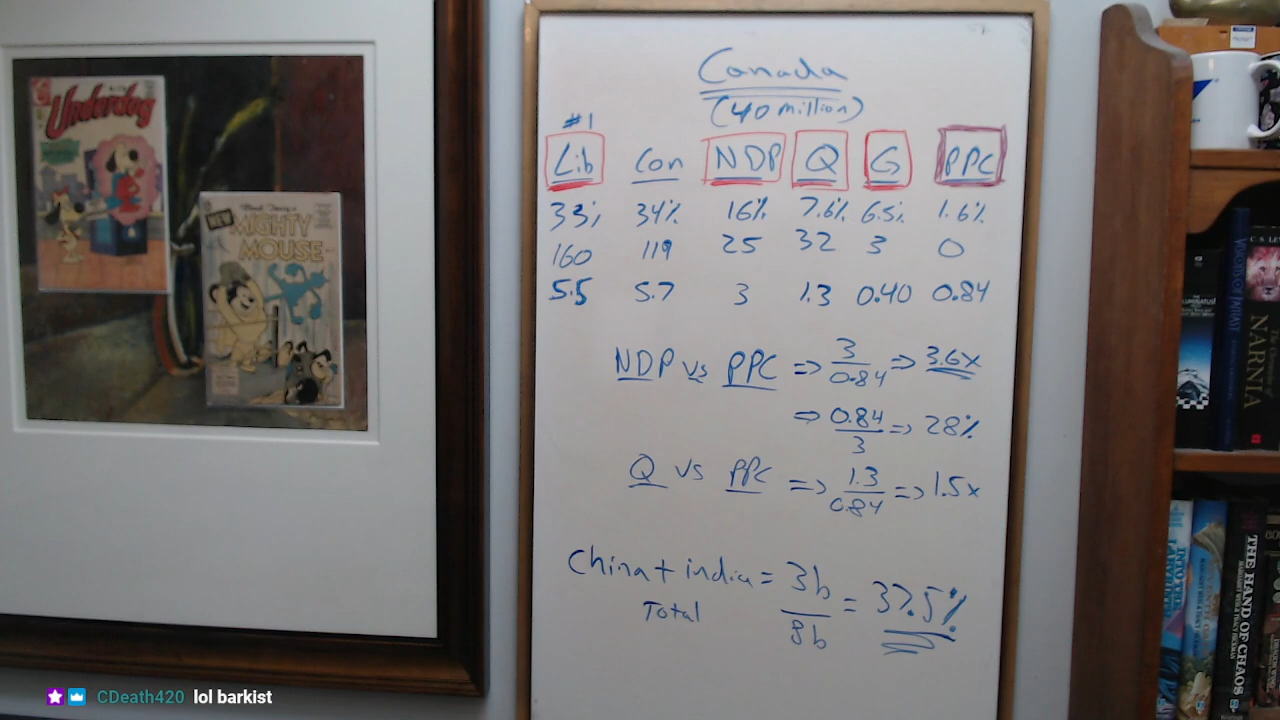 Underdog
NEW
MIGHTY
MOUSE
Canada
(40 million)
#1
Lib Con NDP Q G PPC
33% 34% 16% 7.6% 6.5% 1.6%
160 119 25 32 3 0
5.5 5.7 3 1.3 0.40 0.84
NDP vs PPC => 3/0.84 => 3.6x
=> 0.84/3 => 28%
Q vs PPC => 1.3/0.84 => 1.5x
China + india = 3b/8b = 37.5%
Total
NARNIA
INTO THE
THE HAND OF CHAOS
CDeath420 lol barkist